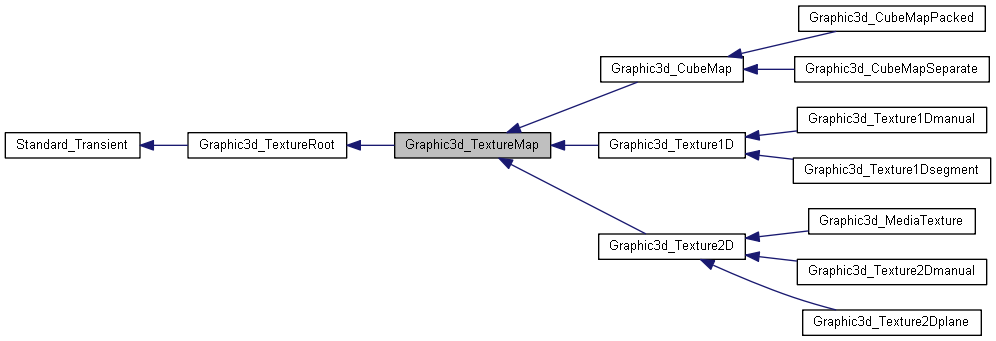 Graphic3d_CubeMapPacked
Graphic3d_CubeMap
Graphic3d_CubeMapSeparate
Graphic3d_Texture1Dmanual
Standard_Transient
Graphic3d_TextureRoot
Graphic3d_TextureMap
Graphic3d_Texture1D
Graphic3d_Texture1Dsegment
Graphic3d_MediaTexture
Graphic3d_Texture2D
Graphic3d_Texture2Dmanual
Graphic3d_Texture2Dplane